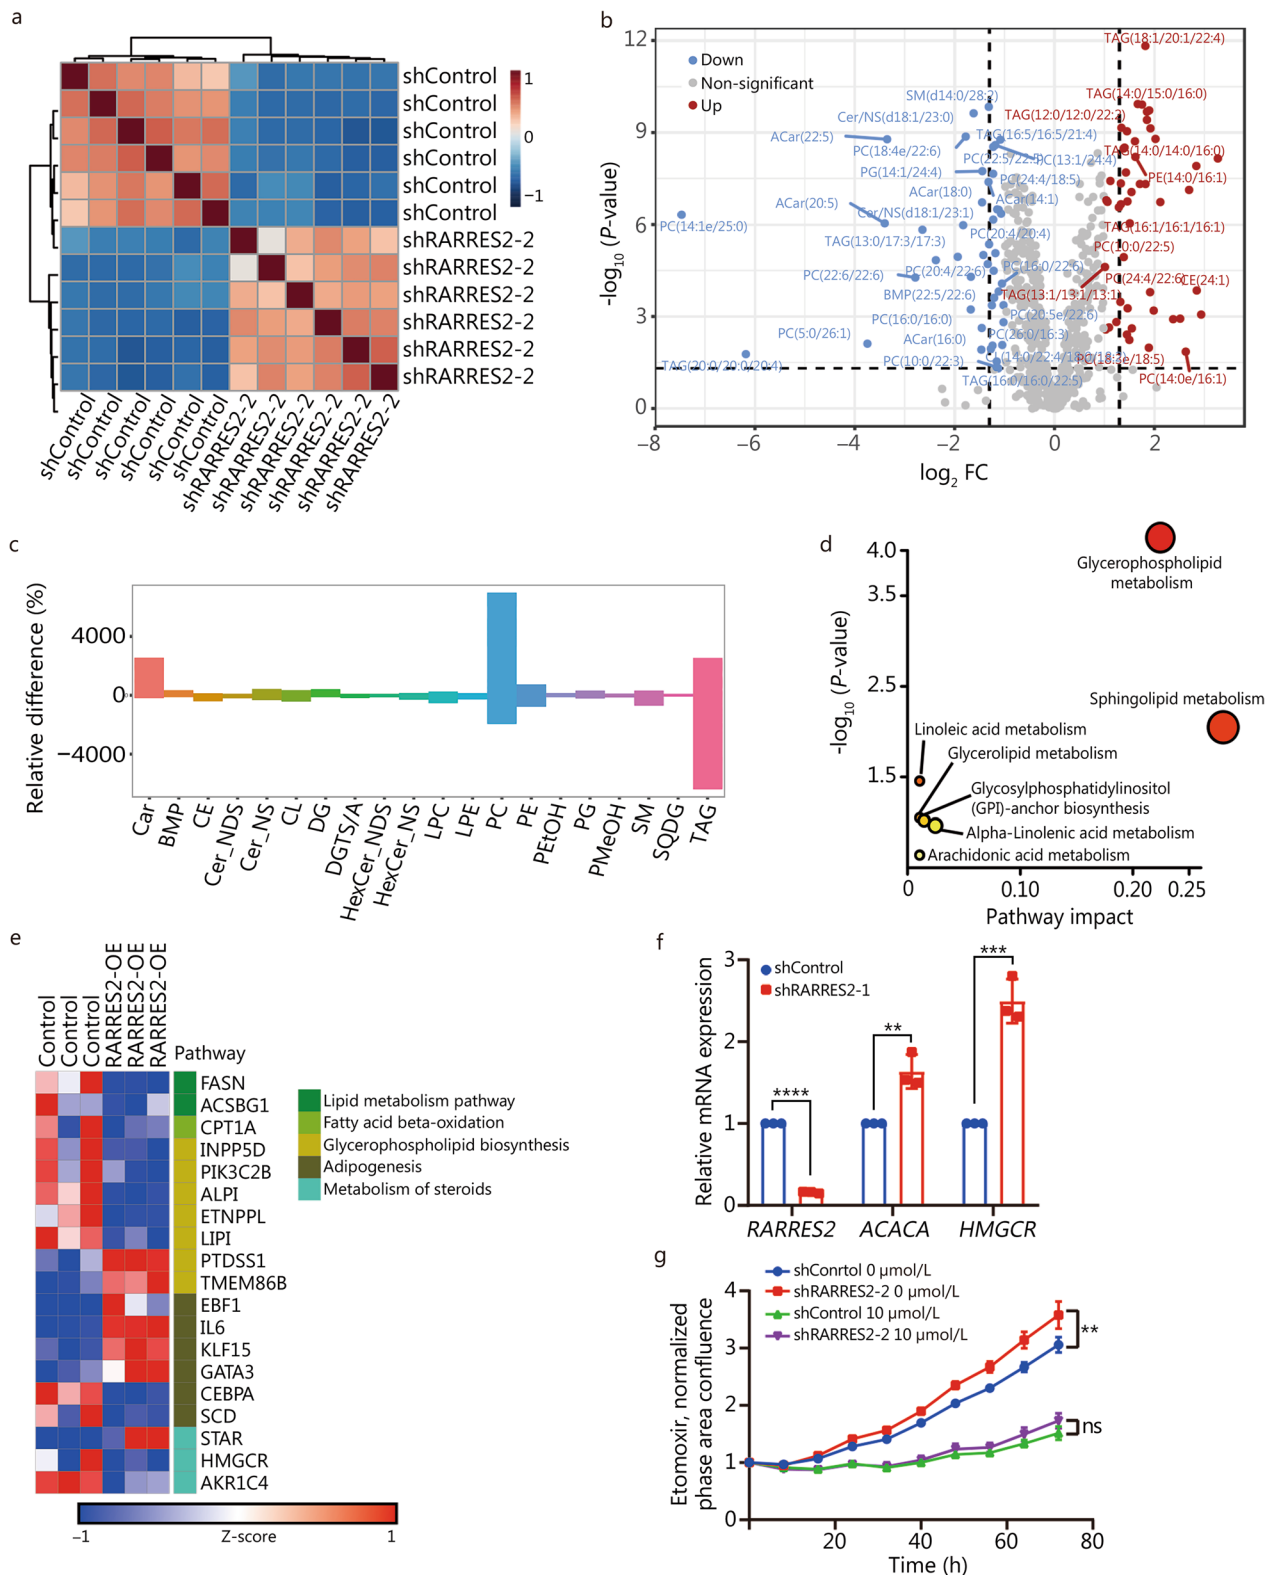 a
shControl
shControl
shControl
shControl
shControl
shControl
shRARRES2-2
shRARRES2-2
shRARRES2-2
shRARRES2-2
shRARRES2-2
shRARRES2-2
1
0
−1
shControl
shControl
shControl
shControl
shControl
shControl
shRARRES2-2
shRARRES2-2
shRARRES2-2
shRARRES2-2
shRARRES2-2
shRARRES2-2
b
-log10 (P-value)
12
9
6
3
0
−8
−6
−4
−2
0
2
log2 FC
Down
Non-significant
Up
TAG(18:1/20:1/22:4)
SM(d14:0/28:2)
TAG(14:0/15:0/16:0)
Cer/NS(d18:1/23:0)
TAG(12:0/12:0/22:2)
ACar(22:5)
TAG(16:5/16:5/21:4)
PC(18:4e/22:6)
PC(22:5/22:5)
PC(13:1/24:4)
TAG(14:0/14:0/16:0)
PG(14:1/24:4)
PC(24:4/18:5)
PE(14:0/16:1)
ACar(18:0)
ACar(14:1)
ACar(20:5)
Cer/NS(d18:1/23:1)
PC(14:1e/25:0)
TAG(16:1/16:1/16:1)
PC(20:4/20:4)
TAG(13:0/17:3/17:3)
PC(10:0/22:5)
PC(22:6/22:6)
PC(20:4/22:6)
PC(16:0/22:6)
PC(24:4/22:6)
CE(24:1)
BMP(22:5/22:6)
TAG(13:1/13:1/13:1)
PC(16:0/16:0)
PC(20:5e/22:6)
PC(5:0/26:1)
ACar(16:0)
PC(26:0/16:3)
PC(10:0/22:3)
PC(18:2e/18:5)
TAG(20:0/20:0/20:4)
TAG(16:0/16:0/22:5)
PC(14:0e/16:1)
c
Relative difference (%)
4000
0
−4000
Car
BMP
CE
Cer_NDS
Cer_NS
CL
DG
DGTS/A
HexCer_NDS
HexCer_NS
LPC
LPE
PC
PE
PEtOH
PG
PMeOH
SM
SQDG
TAG
d
-log10 (P-value)
4.0
3.5
2.5
1.5
0
0.10
0.20
0.25
Pathway impact
Glycerophospholipid
metabolism
Sphingolipid metabolism
Linoleic acid metabolism
Glycerolipid metabolism
Glycosylphosphatidylinositol
(GPI)-anchor biosynthesis
Alpha-Linolenic acid metabolism
Arachidonic acid metabolism
e
Control
Control
Control
RARRES2-OE
RARRES2-OE
RARRES2-OE
Pathway
FASN
ACSBG1
CPT1A
INPP5D
PIK3C2B
ALPI
ETNPPL
LIPI
PTDSS1
TMEM86B
EBF1
IL6
KLF15
GATA3
CEBPA
SCD
STAR
HMGCR
AKR1C4
Lipid metabolism pathway
Fatty acid beta-oxidation
Glycerophospholipid biosynthesis
Adipogenesis
Metabolism of steroids
−1
Z-score
1
f
Relative mRNA expression
3
2
1
0
shControl
shRARRES2-1
****
**
***
RARRES2
ACACA
HMGCR
g
shConrtol 0 μmol/L
shRARRES2-2 0 μmol/L
shControl 10 μmol/L
shRARRES2-2 10 μmol/L
Etomoxir, normalized
phase area confluence
4
3
2
1
0
20
40
60
80
Time (h)
**
ns